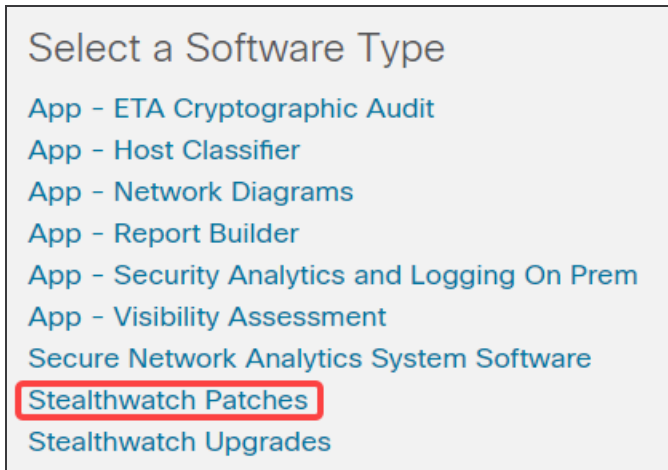 Select a Software Type
App - ETA Cryptographic Audit
App - Host Classifier
App - Network Diagrams
App - Report Builder
App - Security Analytics and Logging On Prem
App - Visibility Assessment
Secure Network Analytics System Software
Stealthwatch Patches
Stealthwatch Upgrades